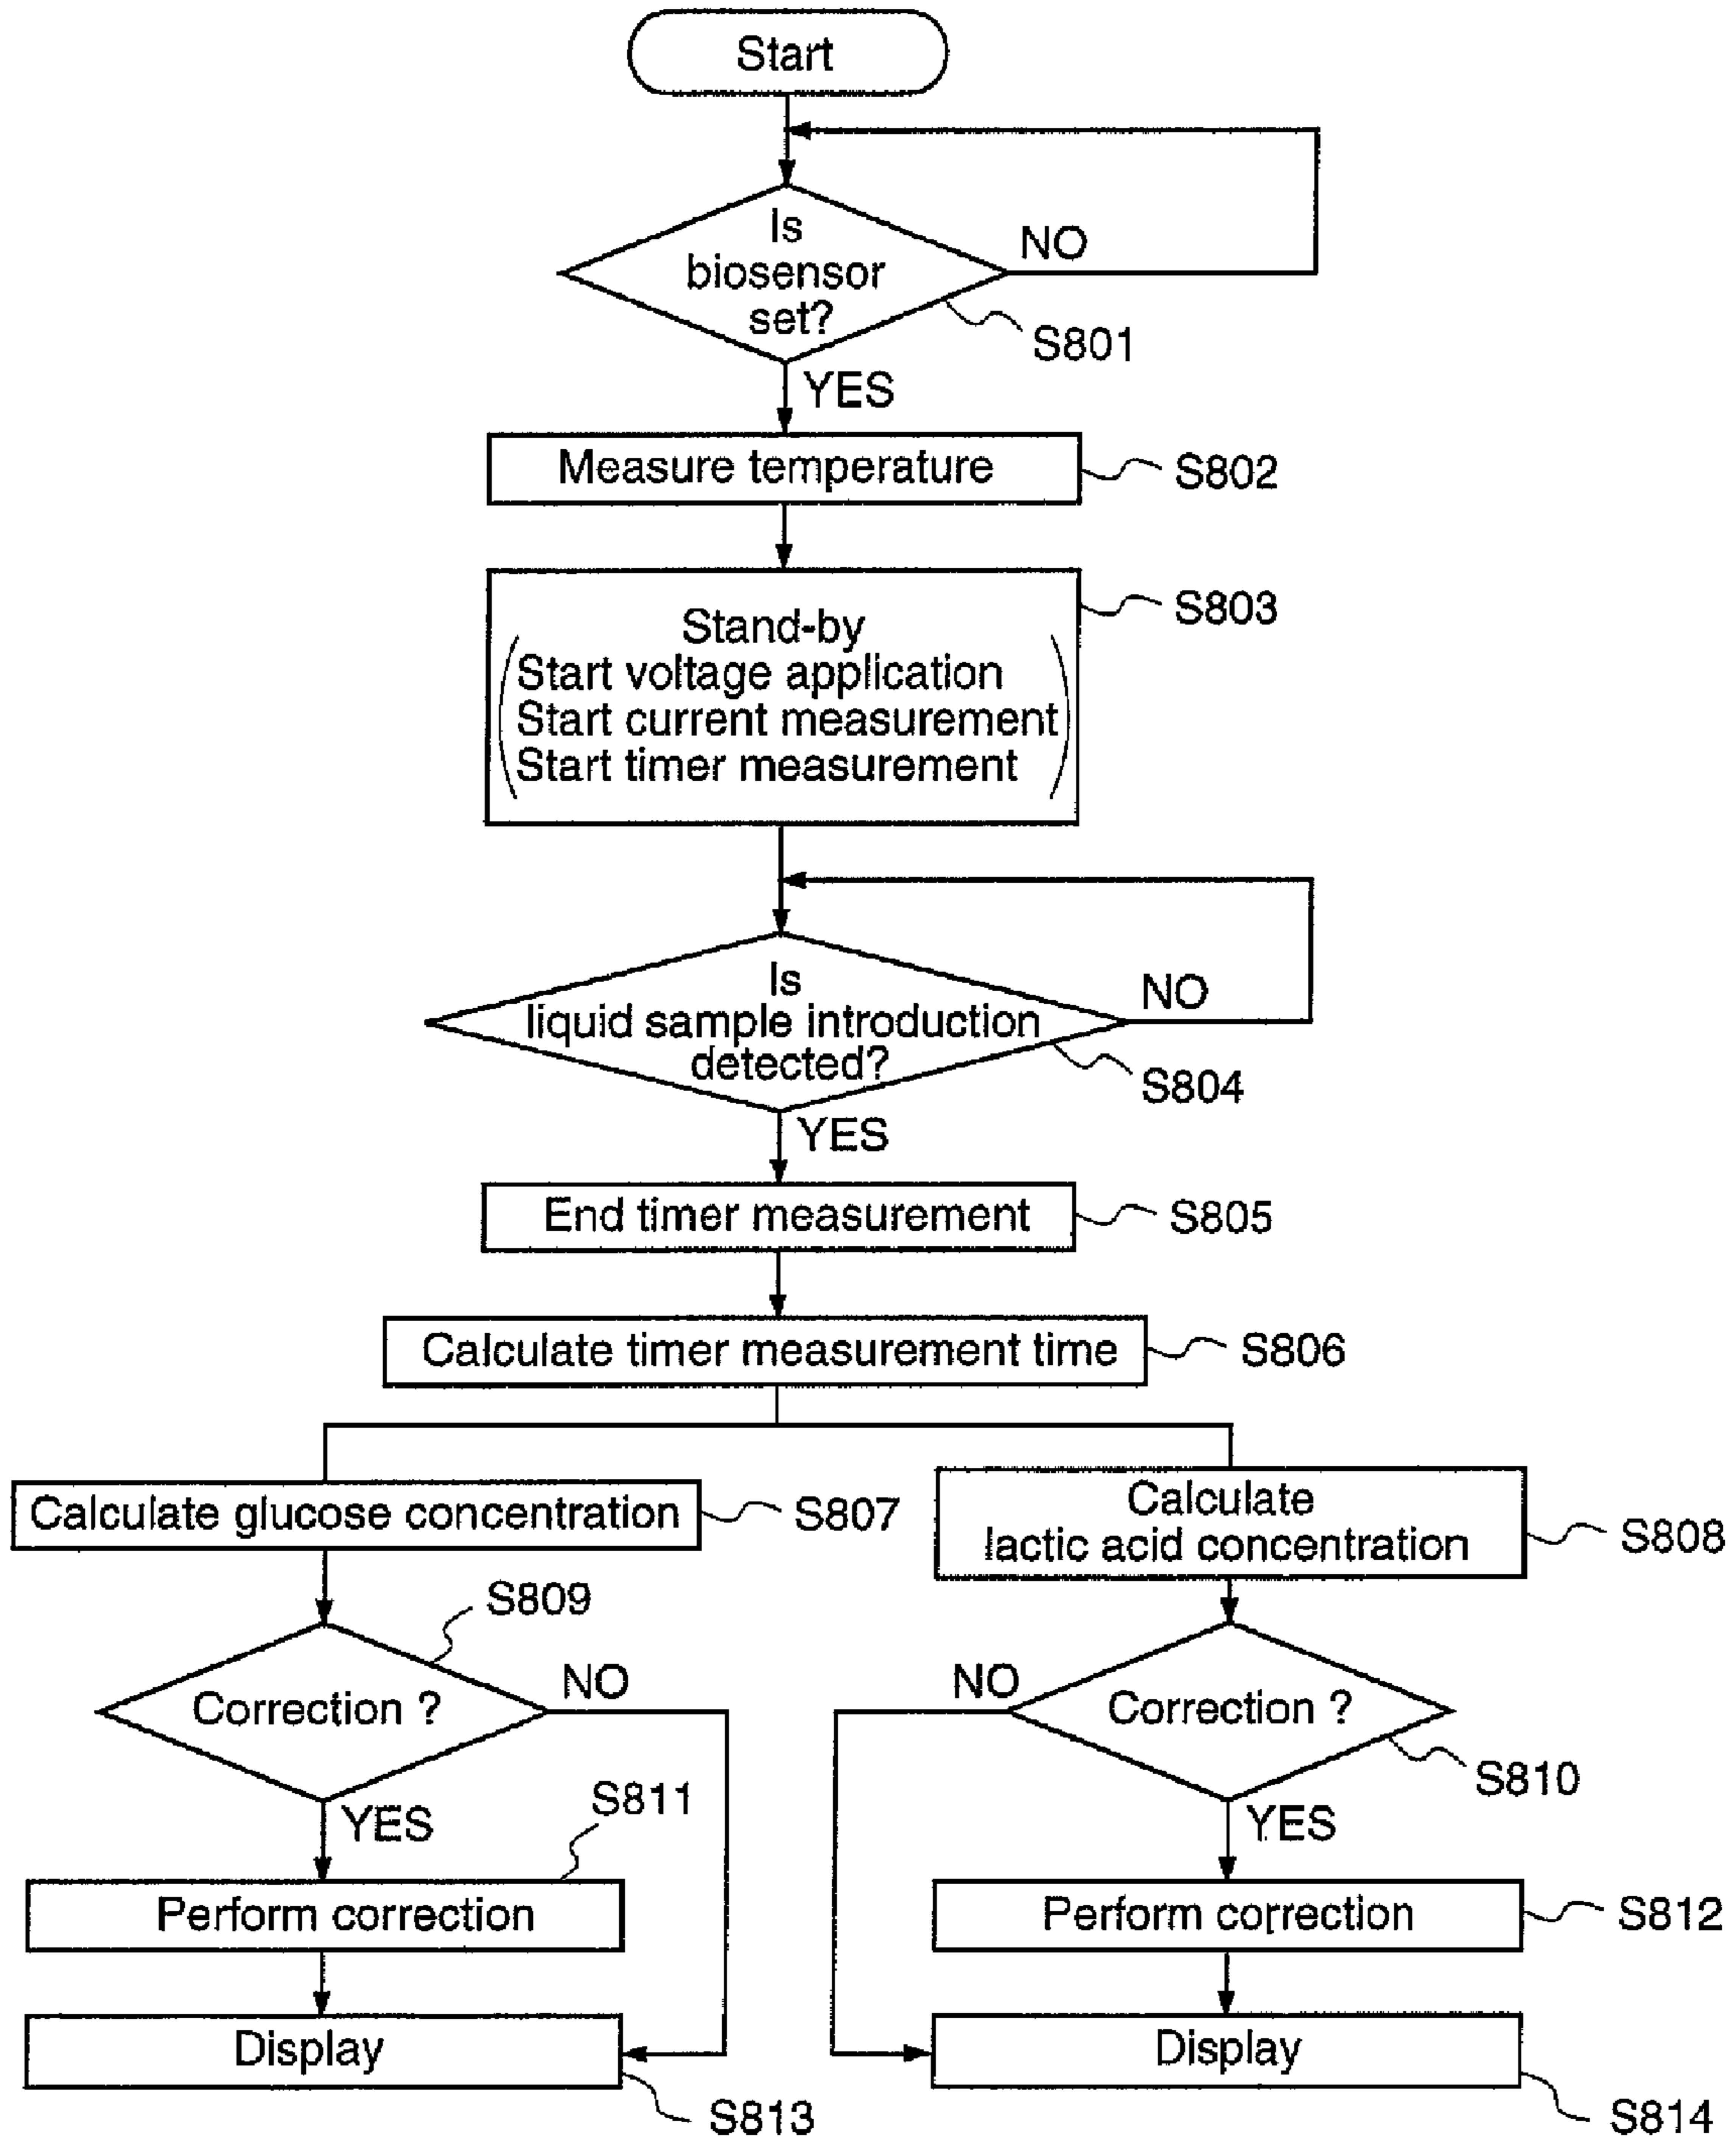 Start
Is
biosensor
set?
NO
S801
YES
Measure temperature
S802
Stand-by
Start voltage application
Start current measurement
Start timer measurement
S803
Is
liquid sample introduction
detected?
NO
S804
YES
End timer measurement
S805
Calculate timer measurement time
S806
Calculate glucose concentration
S807
Calculate
lactic acid concentration
S808
S809
Correction ?
NO
NO
Correction ?
S810
YES
S811
YES
Perform correction
Perform correction
S812
Display
S813
Display
S814